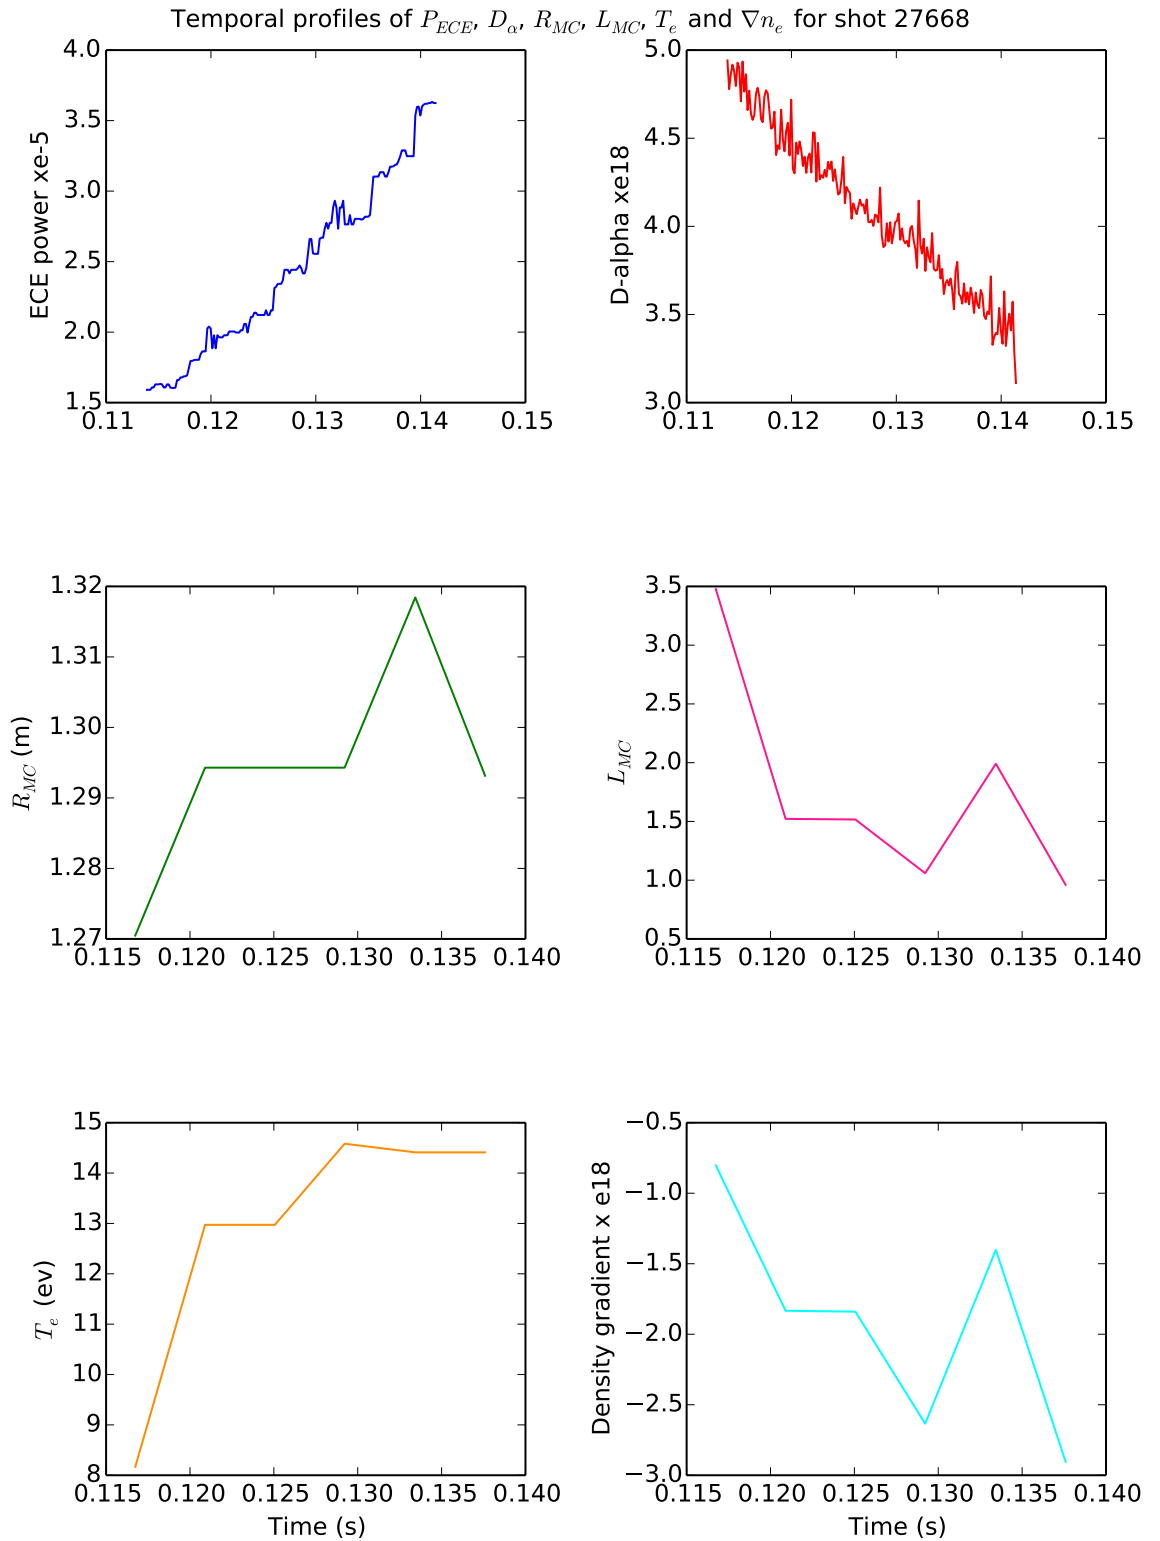 Temporal profiles of P_ECE, D_α, R_MC, L_MC, T_e and ∇n_e for shot 27668
ECE power xe-5
4.0
3.5
3.0
2.5
2.0
1.5
0.11 0.12 0.13 0.14 0.15
D-alpha xe18
5.0
4.5
4.0
3.5
3.0
0.11 0.12 0.13 0.14 0.15
R_MC (m)
1.32
1.31
1.30
1.29
1.28
1.27
0.115 0.120 0.125 0.130 0.135 0.140
L_MC
3.5
3.0
2.5
2.0
1.5
1.0
0.5
0.115 0.120 0.125 0.130 0.135 0.140
T_e (ev)
15
14
13
12
11
10
9
8
0.115 0.120 0.125 0.130 0.135 0.140
Time (s)
Density gradient x e18
−0.5
−1.0
−1.5
−2.0
−2.5
−3.0
0.115 0.120 0.125 0.130 0.135 0.140
Time (s)